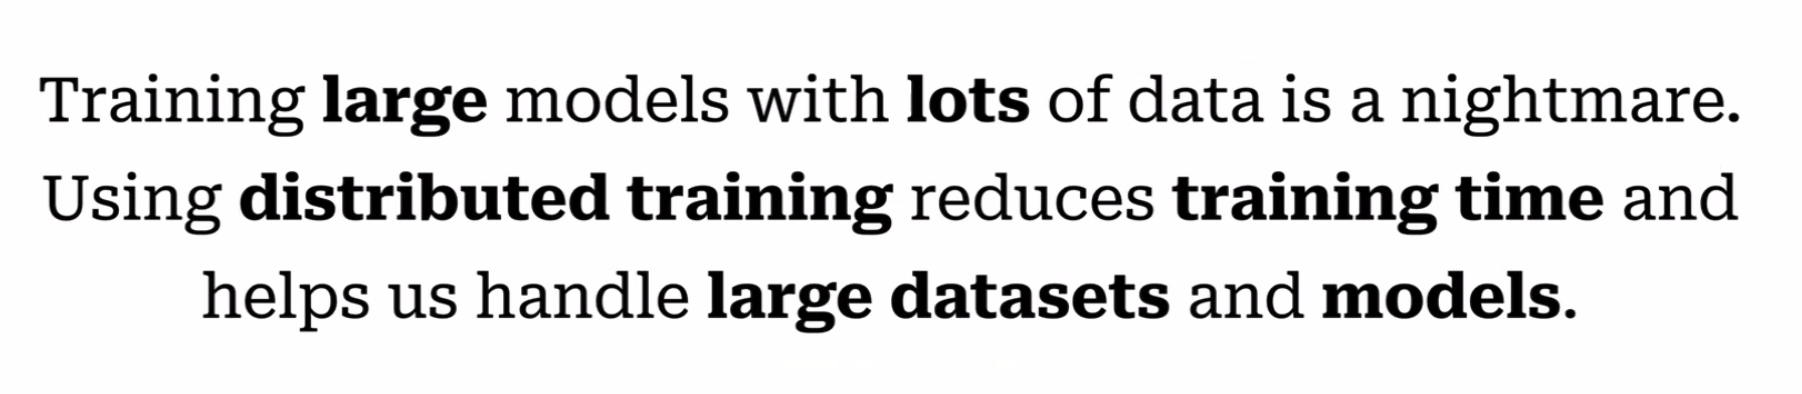 Training large models with lots of data is a nightmare.
Using distributed training reduces training time and
helps us handle large datasets and models.